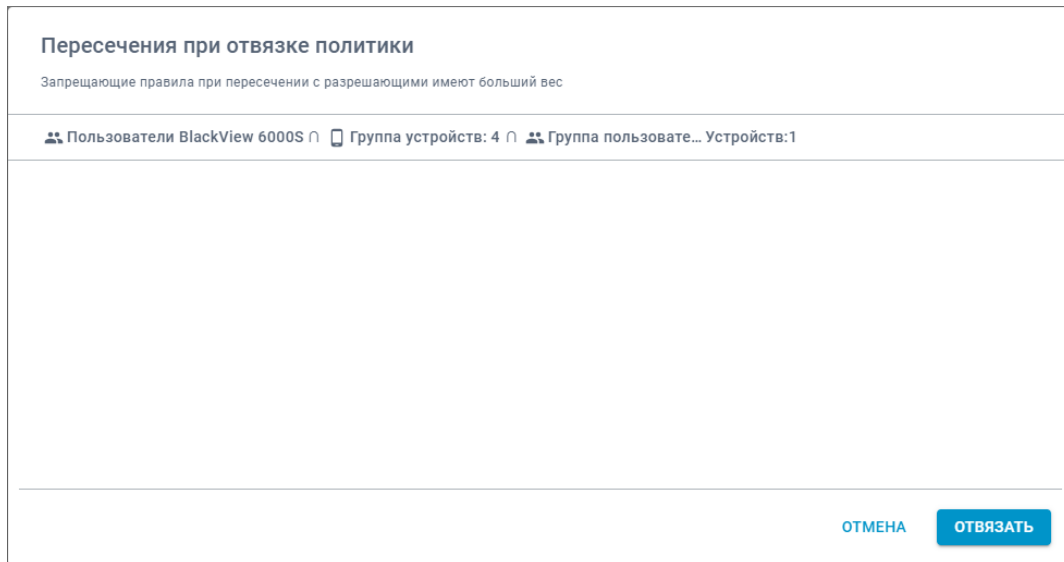 Пересечения при отвязке политики
Запрещающие правила при пересечении с разрешающими имеют больший вес
Пользователи BlackView 6000S ∩ Группа устройств: 4 ∩ Группа пользовате... Устройств:1
ОТМЕНА ОТВЯЗАТЬ